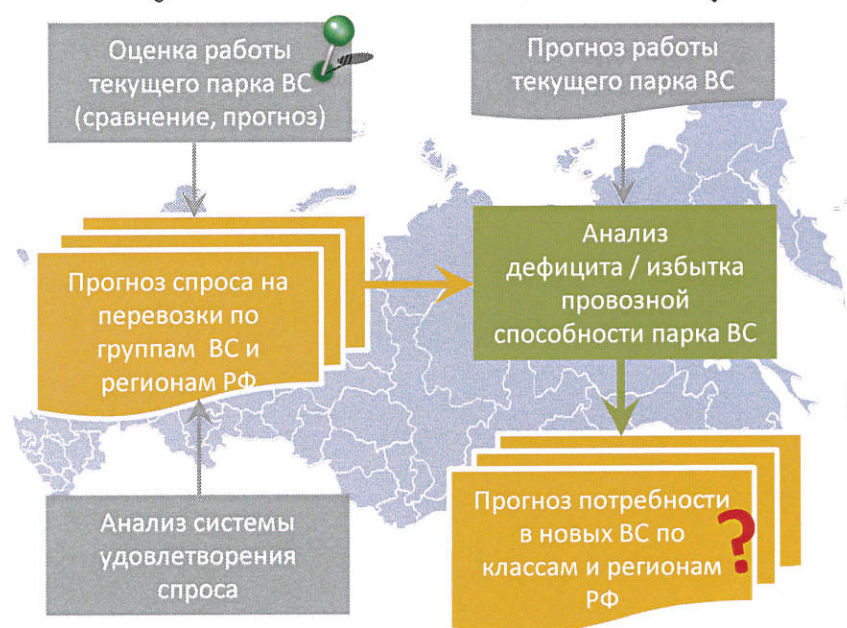 Оценка работы
текущего парка ВС
(сравнение, прогноз)
Прогноз работы
текущего парка ВС
Прогноз спроса на
перевозки по
группам ВС и
регионам РФ
Анализ
дефицита / избытка
провозной
способности парка ВС
Анализ системы
удовлетворения
спроса
Прогноз потребности
в новых ВС по
классам и регионам
РФ
?